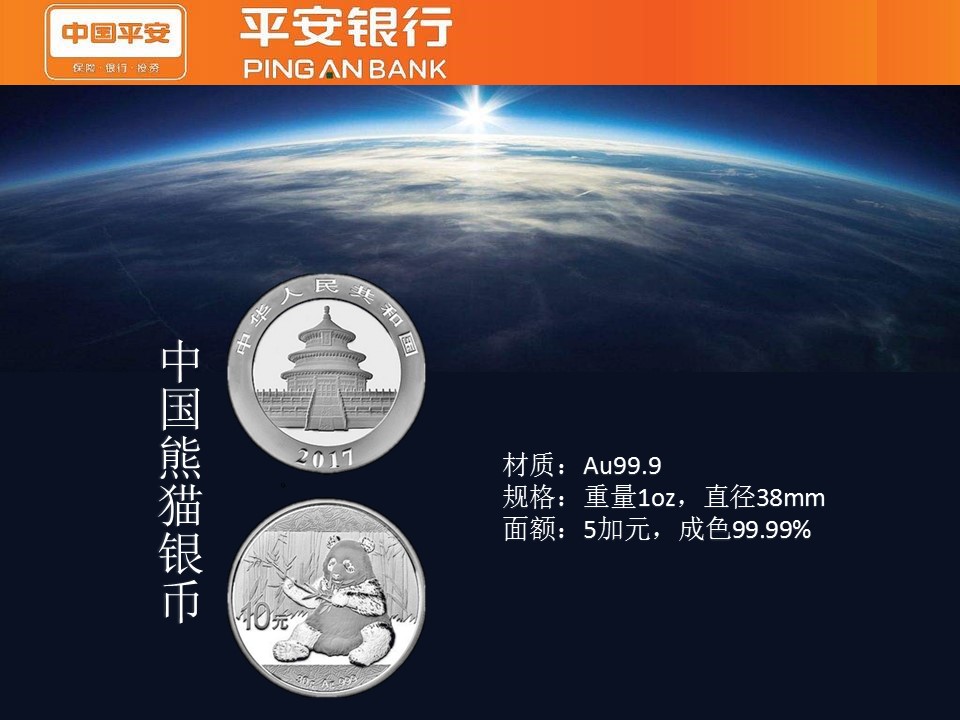 中国平安
保险·银行·投资
平安银行
PING AN BANK
中国熊猫银币
中华人民共和国
2017
10元
30g Ag 999
材质：Au99.9
规格：重量1oz，直径38mm
面额：5加元，成色99.99%